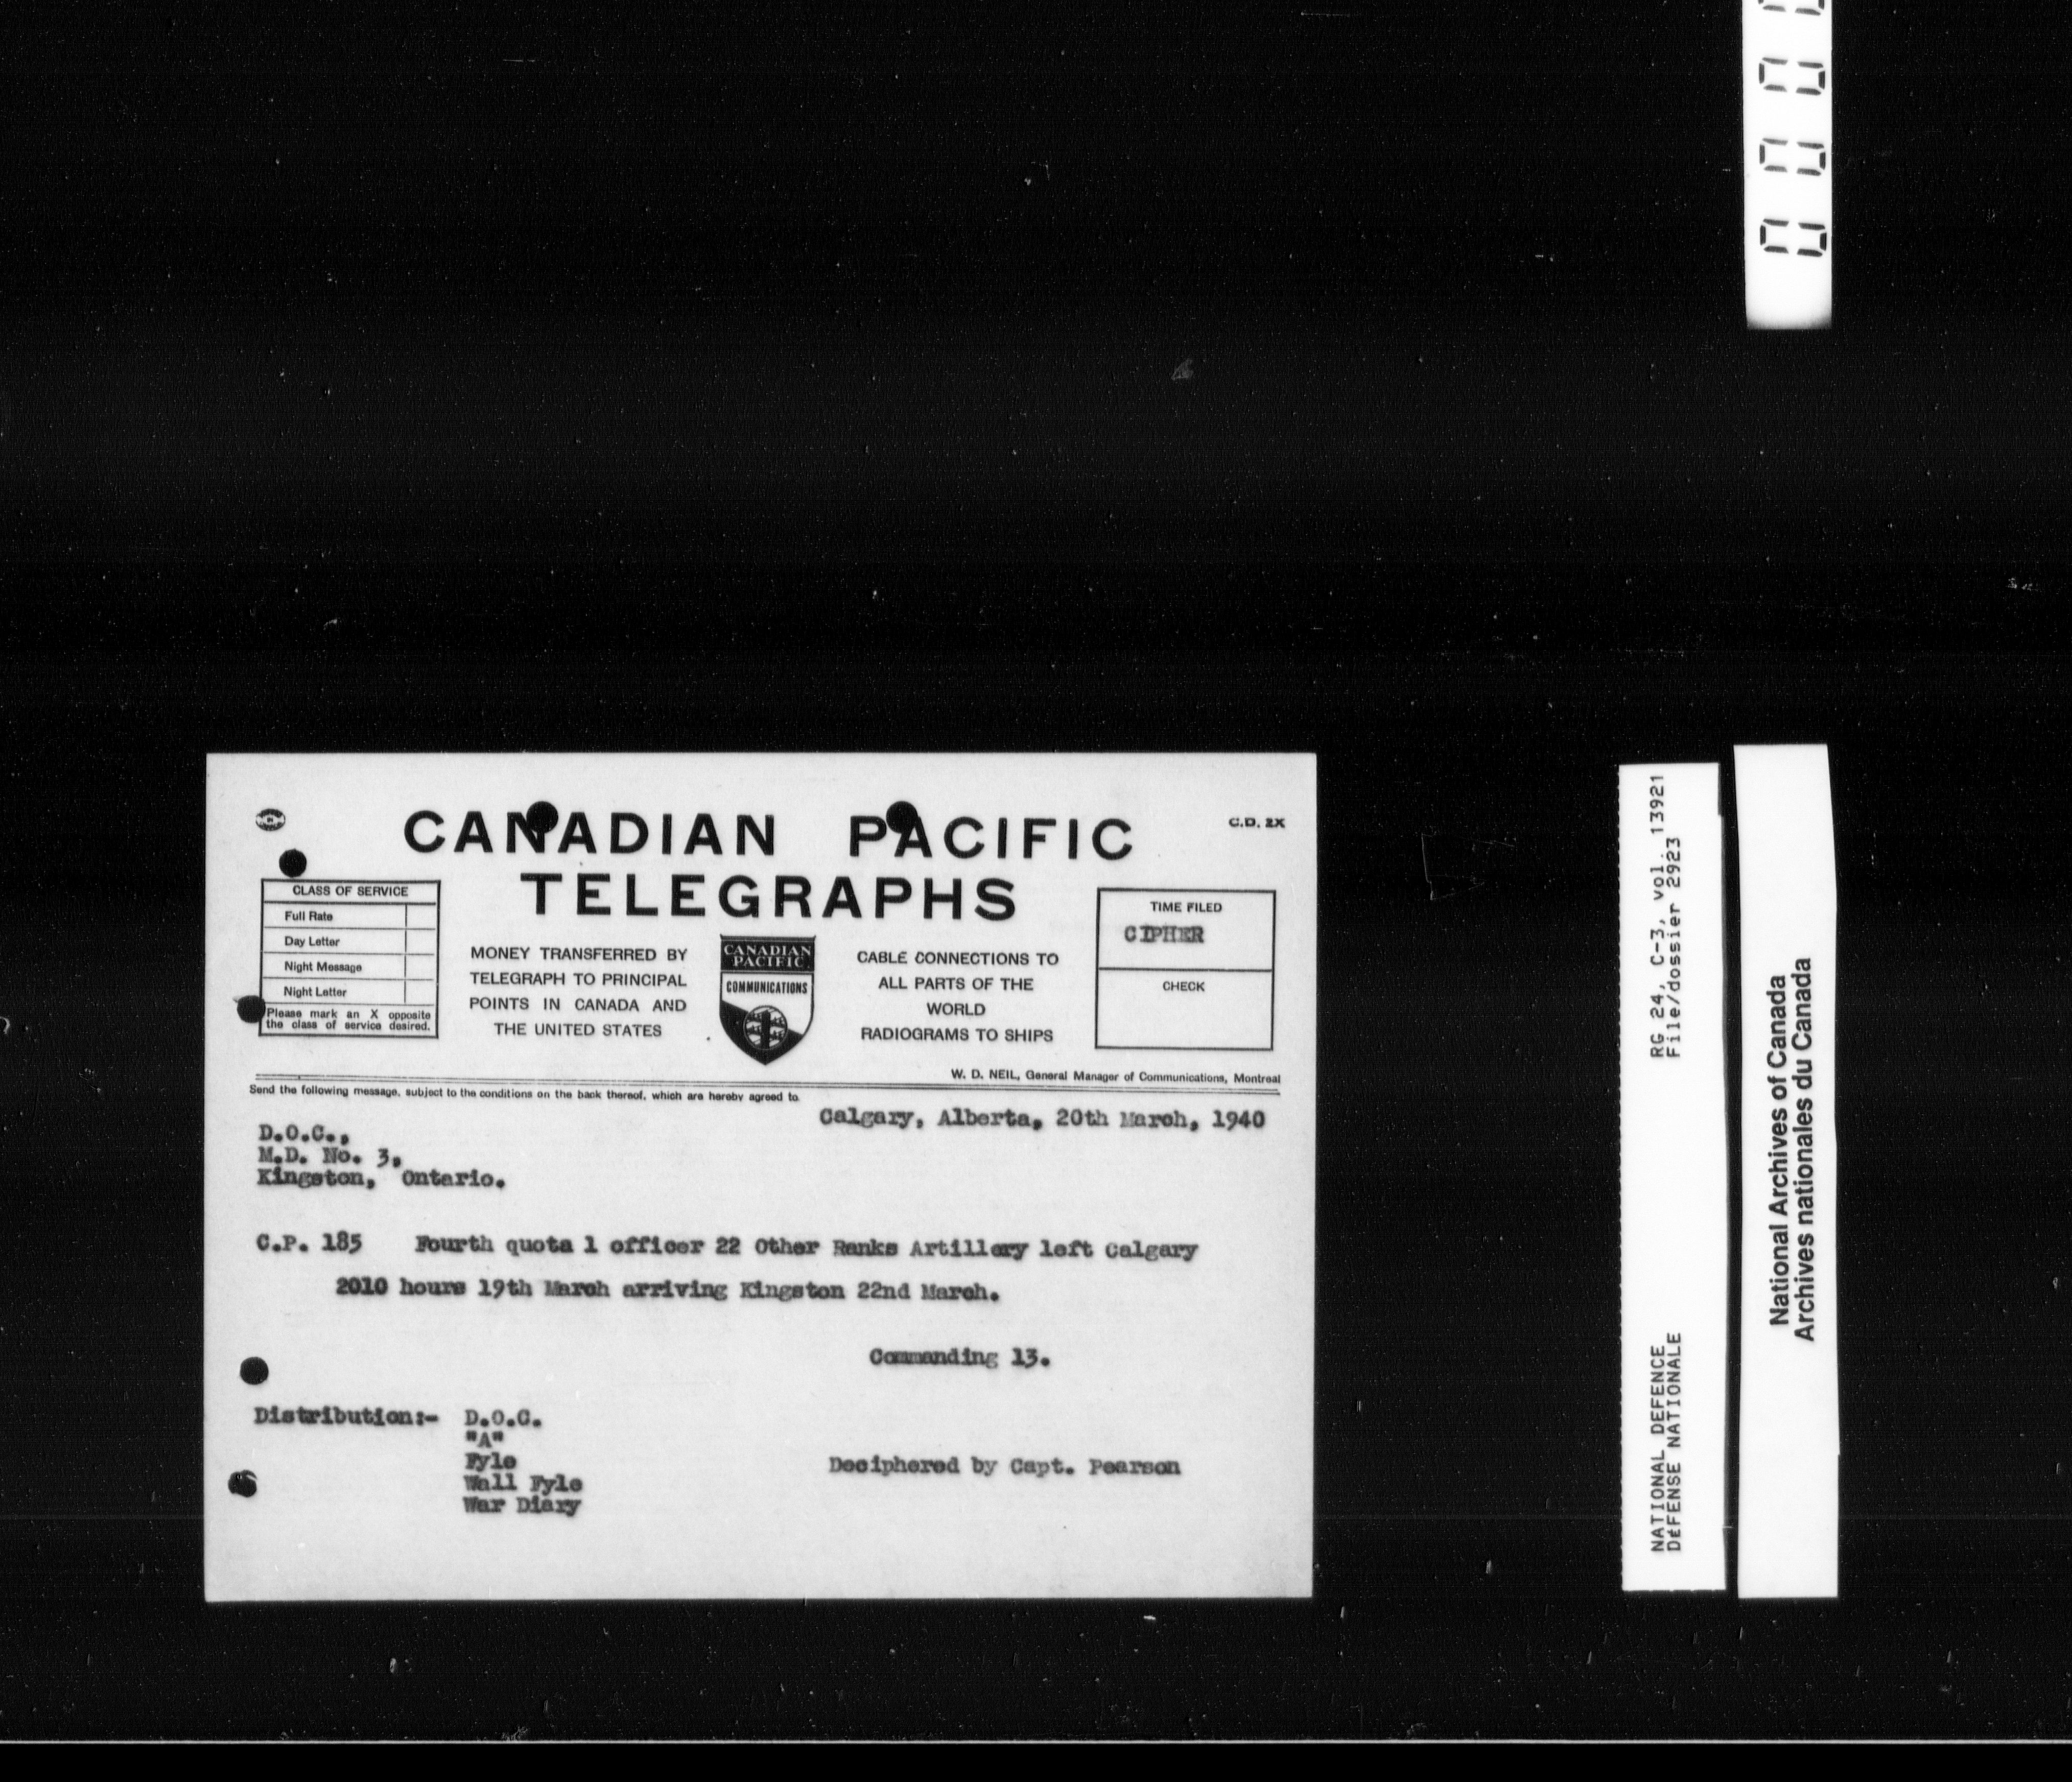 CANADIAN PACIFIC
TELEGRAPHS
C.D. 2X
CLASS OF SERVICE
Full Rate
Day Letter
Night Message
Night Letter
Please mark an X opposite
the class of service desired.
MONEY TRANSFERRED BY
TELEGRAPH TO PRINCIPAL
POINTS IN CANADA AND
THE UNITED STATES
CANADIAN
PACIFIC
COMMUNICATIONS
CABLE CONNECTIONS TO
ALL PARTS OF THE
WORLD
RADIOGRAMS TO SHIPS
TIME FILED
CIPHER
CHECK
W. D. NEIL, General Manager of Communications, Montreal
Send the following message, subject to the conditions on the back thereof, which are hereby agreed to
Calgary, Alberta, 20th March, 1940
D.O.C.,
M.D. No. 3,
Kingston, Ontario.
C.P. 185 Fourth quota 1 officer 22 Other Ranks Artillery left Calgary
2010 hours 19th March arriving Kingston 22nd March.
Commanding 13.
Distribution:- D.O.C.
"A"
Fyle
Wall Fyle
War Diary
Deciphered by Capt. Pearson
RG 24, C-3, vol. 13921
File/dossier 2923
NATIONAL DEFENCE
DéFENSE NATIONALE
National Archives of Canada
Archives nationales du Canada